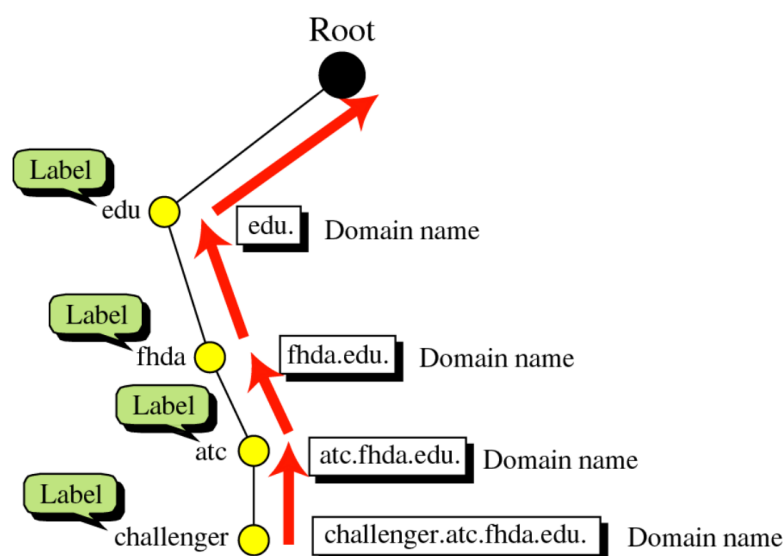 Root
Label
edu
edu.
Domain name
Label
fhda
fhda.edu.
Domain name
Label
atc
atc.fhda.edu.
Domain name
Label
challenger
challenger.atc.fhda.edu.
Domain name